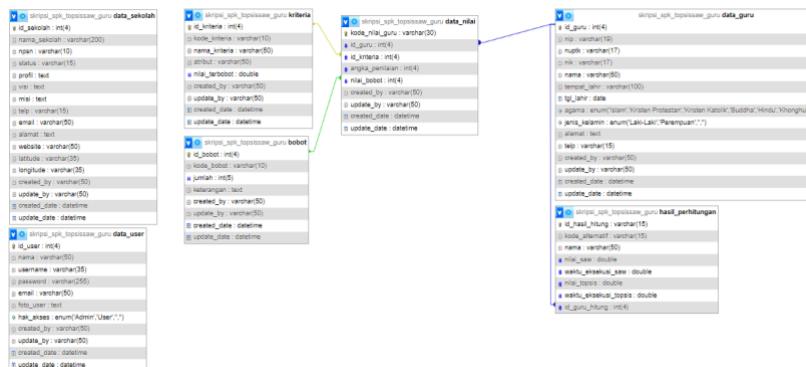 skripsi_spk_topsissaw_guru data_sekolah
id_sekolah : int(4)
nama_sekolah : varchar(200)
npsn : varchar(10)
status : varchar(15)
profil : text
visi : text
misi : text
telp : varchar(15)
email : varchar(50)
alamat : text
website : varchar(50)
latitude : varchar(35)
longitude : varchar(35)
created_by : varchar(50)
update_by : varchar(50)
created_date : datetime
update_date : datetime
skripsi_spk_topsissaw_guru data_user
id_user : int(4)
nama : varchar(50)
username : varchar(35)
password : varchar(255)
email : varchar(50)
foto_user : text
hak_akses : enum('Admin','User','','')
created_by : varchar(50)
update_by : varchar(50)
created_date : datetime
update_date : datetime
skripsi_spk_topsissaw_guru kriteria
id_kriteria : int(4)
kode_kriteria : varchar(10)
nama_kriteria : varchar(50)
atribut : varchar(50)
nilai_terbobot : double
created_by : varchar(50)
update_by : varchar(50)
created_date : datetime
update_date : datetime
skripsi_spk_topsissaw_guru bobot
id_bobot : int(4)
kode_bobot : varchar(10)
jumlah : int(5)
keterangan : text
created_by : varchar(50)
update_by : varchar(50)
created_date : datetime
update_date : datetime
skripsi_spk_topsissaw_guru data_nilai
kode_nilai_guru : varchar(30)
id_guru : int(4)
id_kriteria : int(4)
angka_penilaian : int(4)
nilai_bobot : int(4)
created_by : varchar(50)
update_by : varchar(50)
created_date : datetime
update_date : datetime
skripsi_spk_topsissaw_guru data_guru
id_guru : int(4)
nip : varchar(19)
nuptk : varchar(17)
nik : varchar(17)
nama : varchar(50)
tempat_lahir : varchar(100)
tgl_lahir : date
agama : enum('Islam','Kristen Protestan','Kristen Katolik','Buddha','Hindu','Khonghu
jenis_kelamin : enum('Laki-Laki','Perempuan','','')
alamat : text
telp : varchar(15)
created_by : varchar(50)
update_by : varchar(50)
created_date : datetime
update_date : datetime
skripsi_spk_topsissaw_guru hasil_perhitungan
id_hasil_hitung : varchar(15)
kode_alternatif : varchar(15)
nama : varchar(50)
nilai_saw : double
waktu_eksekusi_saw : double
nilai_topsis : double
waktu_eksekusi_topsis : double
id_guru_hitung : int(4)